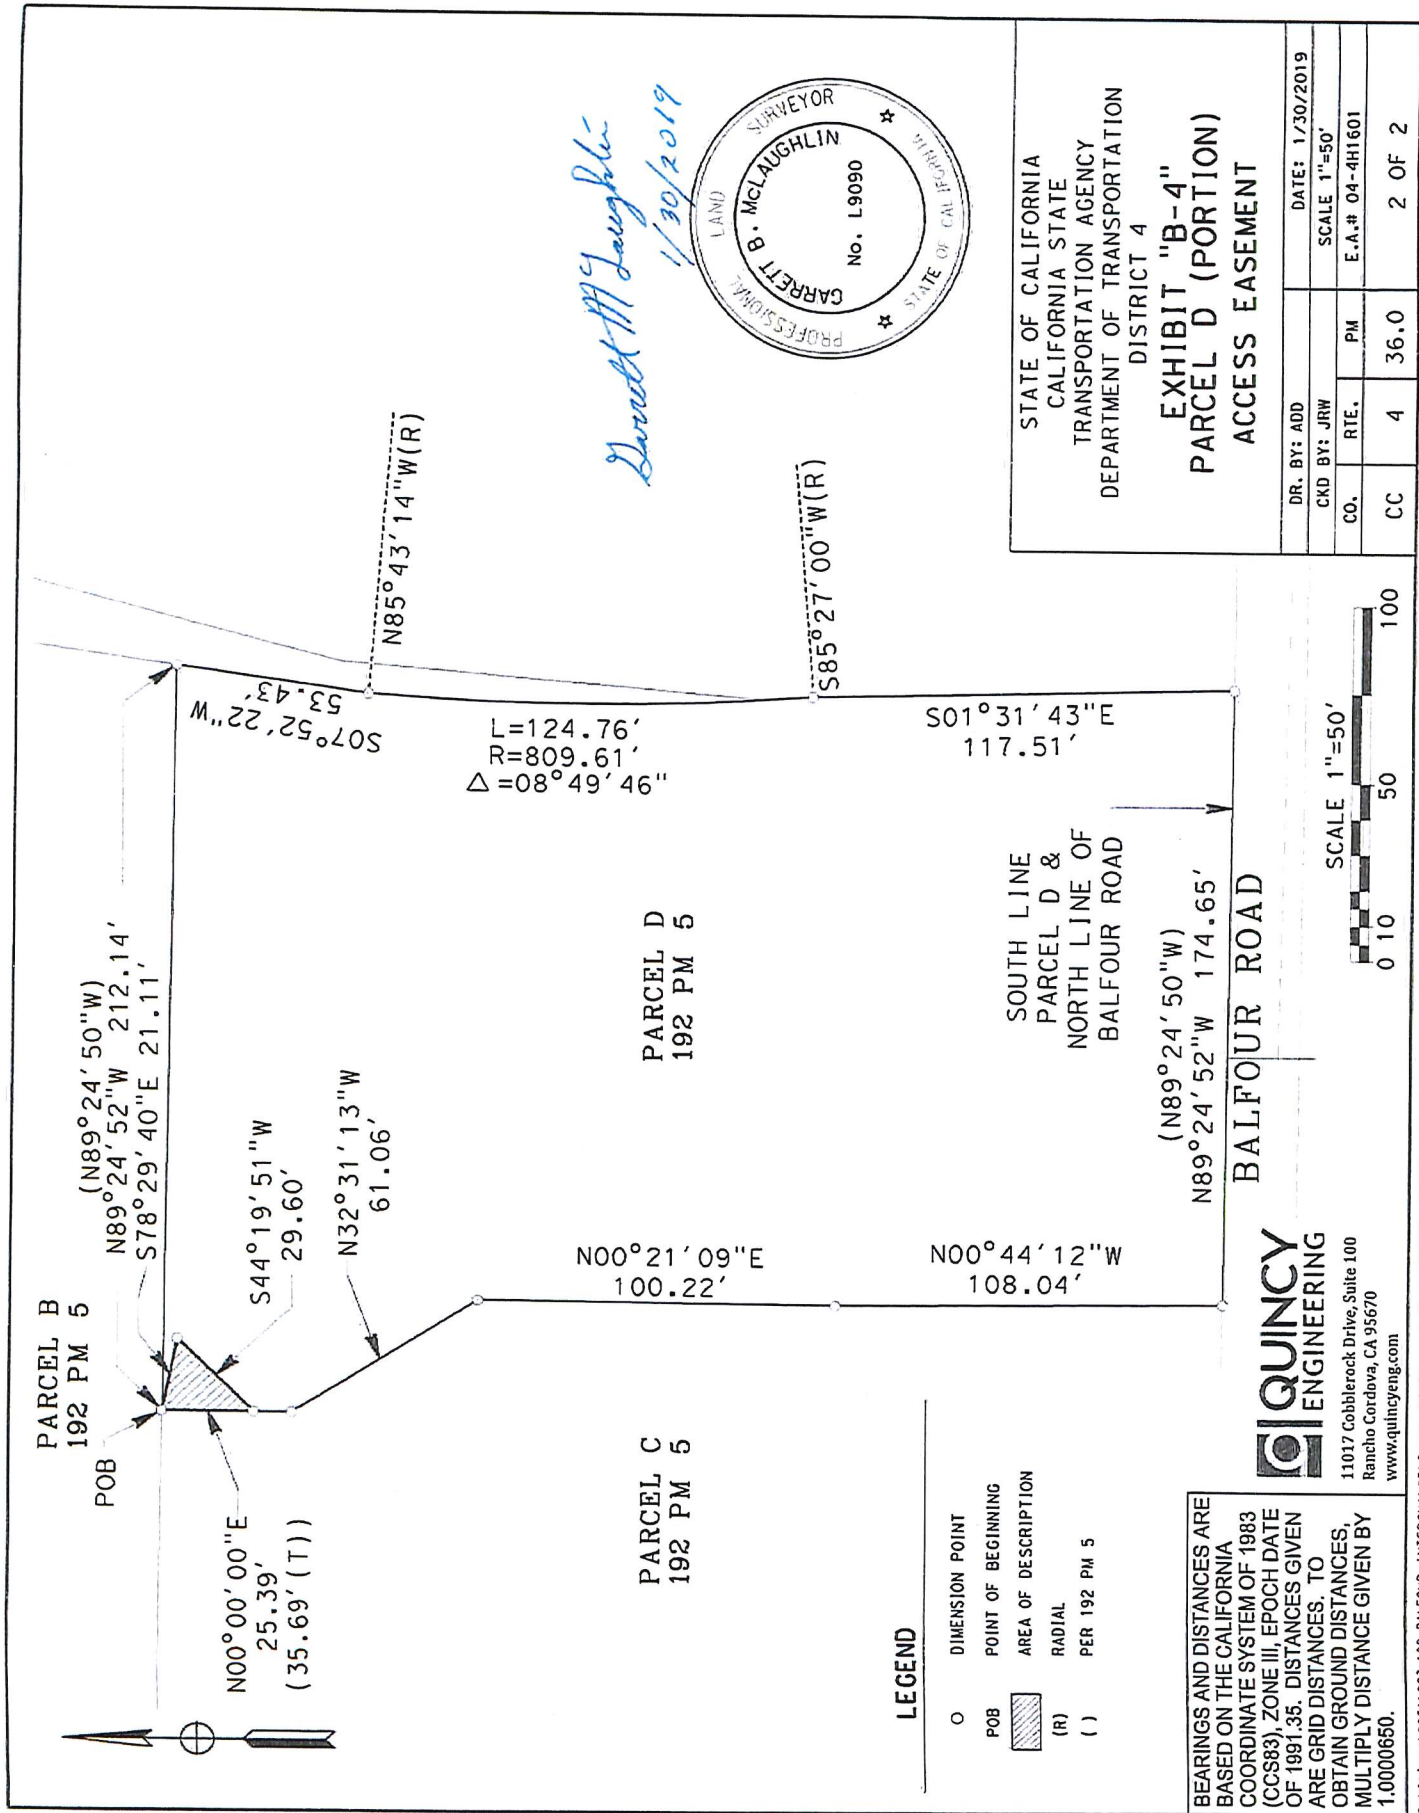 PARCEL B
192 PM 5
POB
(N89°24'50"W)
N89°24'52"W 212.14'
S78°29'40"E 21.11'
N00°00'00"E
25.39'
(35.69'(T))
S44°19'51"W
29.60'
N32°31'13"W
61.06'
S07°52'22"W
53.43'
N85°43'14"W(R)
L=124.76'
R=809.61'
Δ=08°49'46"
S85°27'00"W(R)
N00°21'09"E
100.22'
PARCEL D
192 PM 5
PARCEL C
192 PM 5
N00°44'12"W
108.04'
S01°31'43"E
117.51'
SOUTH LINE
PARCEL D &
NORTH LINE OF
BALFOUR ROAD
(N89°24'50"W)
N89°24'52"W 174.65'
BALFOUR ROAD
LEGEND
DIMENSION POINT
POB POINT OF BEGINNING
AREA OF DESCRIPTION
(R) RADIAL
( ) PER 192 PM 5
Garrett McLaughlin
1/30/2019
PROFESSIONAL LAND SURVEYOR
GARRETT B. McLAUGHLIN
No. L9090
STATE OF CALIFORNIA
BEARINGS AND DISTANCES ARE
BASED ON THE CALIFORNIA
COORDINATE SYSTEM OF 1983
(CCS83), ZONE III, EPOCH DATE
OF 1991.35. DISTANCES GIVEN
ARE GRID DISTANCES. TO
OBTAIN GROUND DISTANCES,
MULTIPLY DISTANCE GIVEN BY
1.0000650.
QUINCY
ENGINEERING
11017 Cobblerock Drive, Suite 100
Rancho Cordova, CA 95670
www.quincyeng.com
SCALE 1"=50'
0 10 50 100
STATE OF CALIFORNIA
CALIFORNIA STATE
TRANSPORTATION AGENCY
DEPARTMENT OF TRANSPORTATION
DISTRICT 4
EXHIBIT "B-4"
PARCEL D (PORTION)
ACCESS EASEMENT
DR. BY: ADD DATE: 1/30/2019
CKD BY: JRW SCALE 1"=50'
CO. RTE. PM E.A.# 04-4H1601
CC 4 36.0 2 OF 2